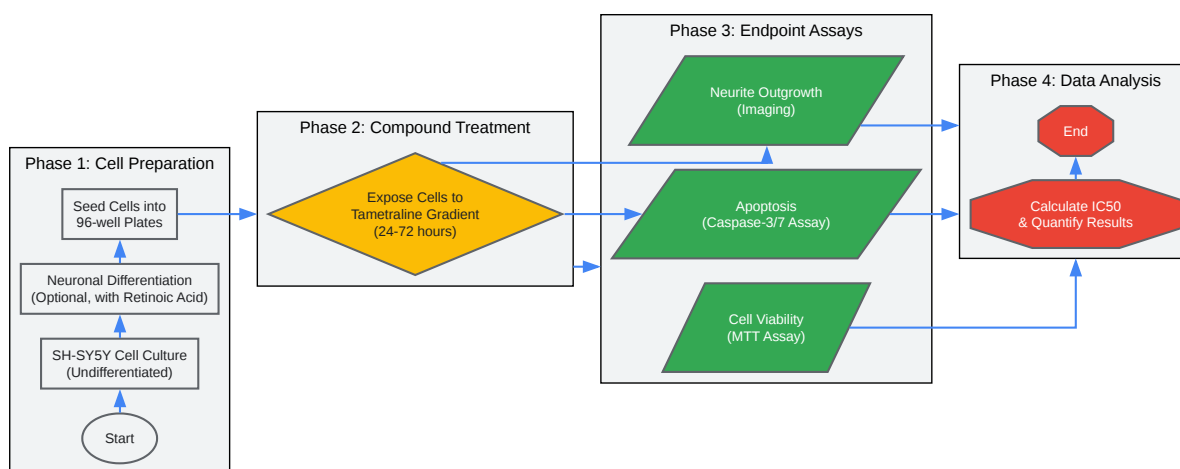 Phase 1: Cell Preparation
Seed Cells into
96-well Plates
Neuronal Differentiation
(Optional, with Retinoic Acid)
SH-SY5Y Cell Culture
(Undifferentiated)
Start
Phase 2: Compound Treatment
Expose Cells to
Tametraline Gradient
(24-72 hours)
Phase 3: Endpoint Assays
Neurite Outgrowth
(Imaging)
Apoptosis
(Caspase-3/7 Assay)
Cell Viability
(MTT Assay)
Phase 4: Data Analysis
End
Calculate IC50
& Quantify Results